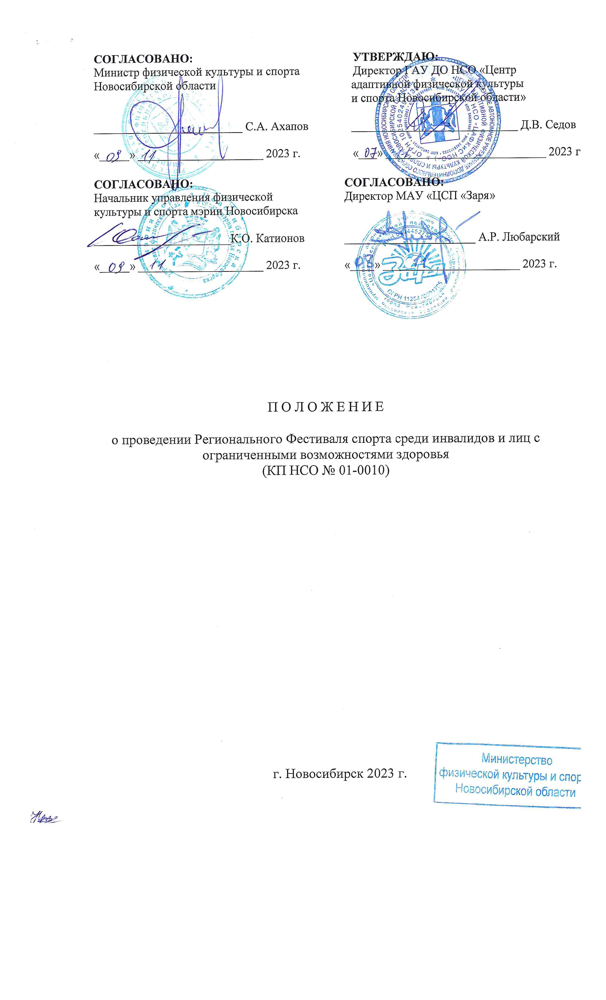 СОГЛАСОВАНО:
Министр физической культуры и спорта
Новосибирской области
С.А. Ахапов
«09» 11 2023 г.
УТВЕРЖДАЮ:
Директор ГАУ ДО НСО «Центр
адаптивной физической культуры
и спорта Новосибирской области»
Д.В. Седов
«07» 2023 г
СОГЛАСОВАНО:
Начальник управления физической
культуры и спорта мэрии Новосибирска
К.О. Катионов
«09» 11 2023 г.
СОГЛАСОВАНО:
Директор МАУ «ЦСП «Заря»
А.Р. Любарский
«08» 11 2023 г.
Заря
П О Л О Ж Е Н И Е
о проведении Регионального Фестиваля спорта среди инвалидов и лиц с
ограниченными возможностями здоровья
(КП НСО № 01-0010)
г. Новосибирск 2023 г.
Министерство
физической культуры и спор
Новосибирской области